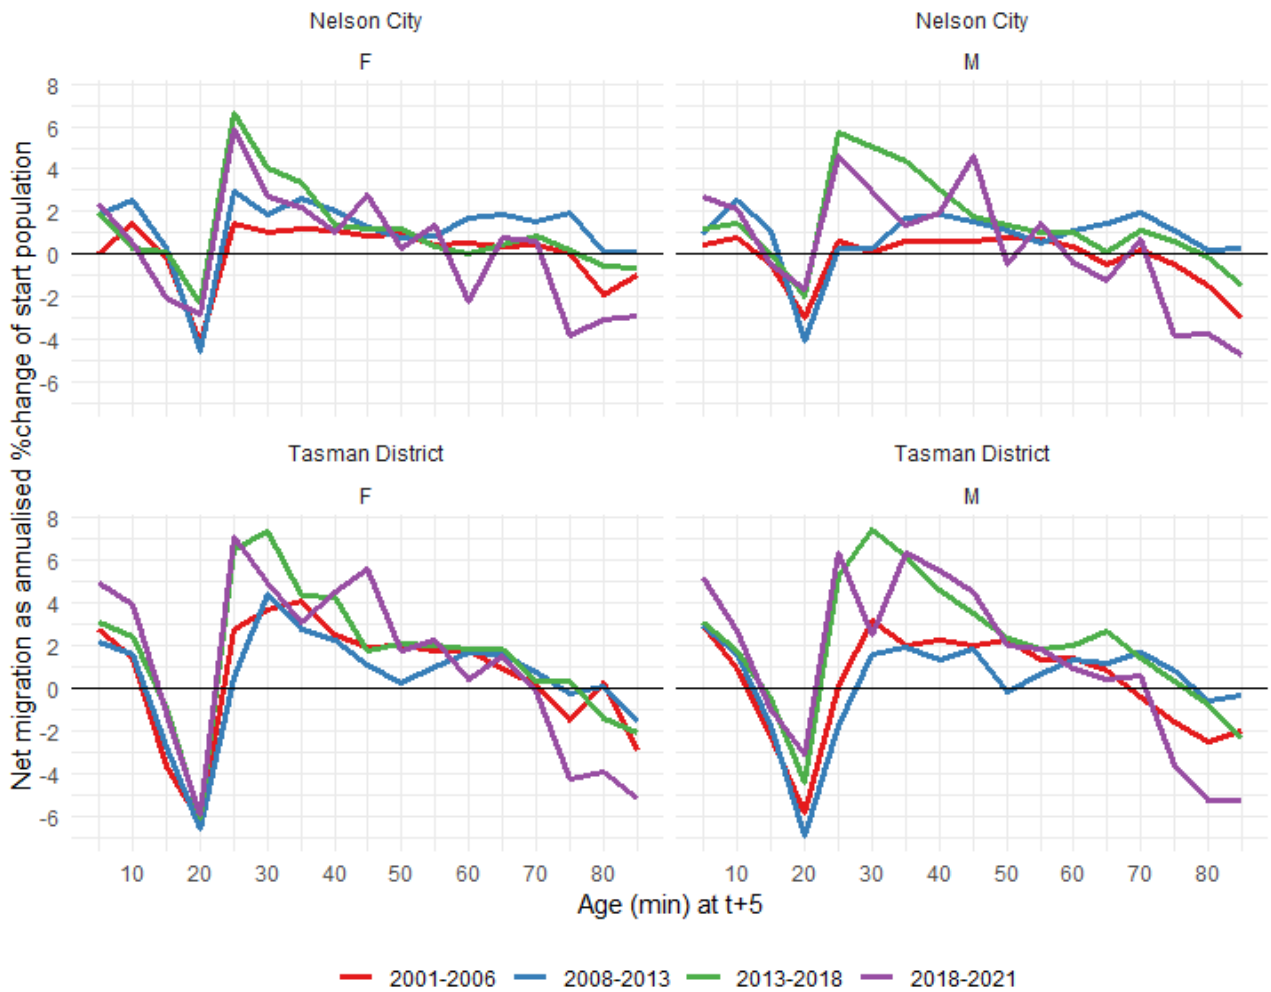 Nelson City
Nelson City
F
M
8
6
4
2
0
-2
-4
-6
Net migration as annualised %change of start population
Tasman District
Tasman District
F
M
8
6
4
2
0
-2
-4
-6
10 20 30 40 50 60 70 80
10 20 30 40 50 60 70 80
Age (min) at t+5
2001-2006 2008-2013 2013-2018 2018-2021